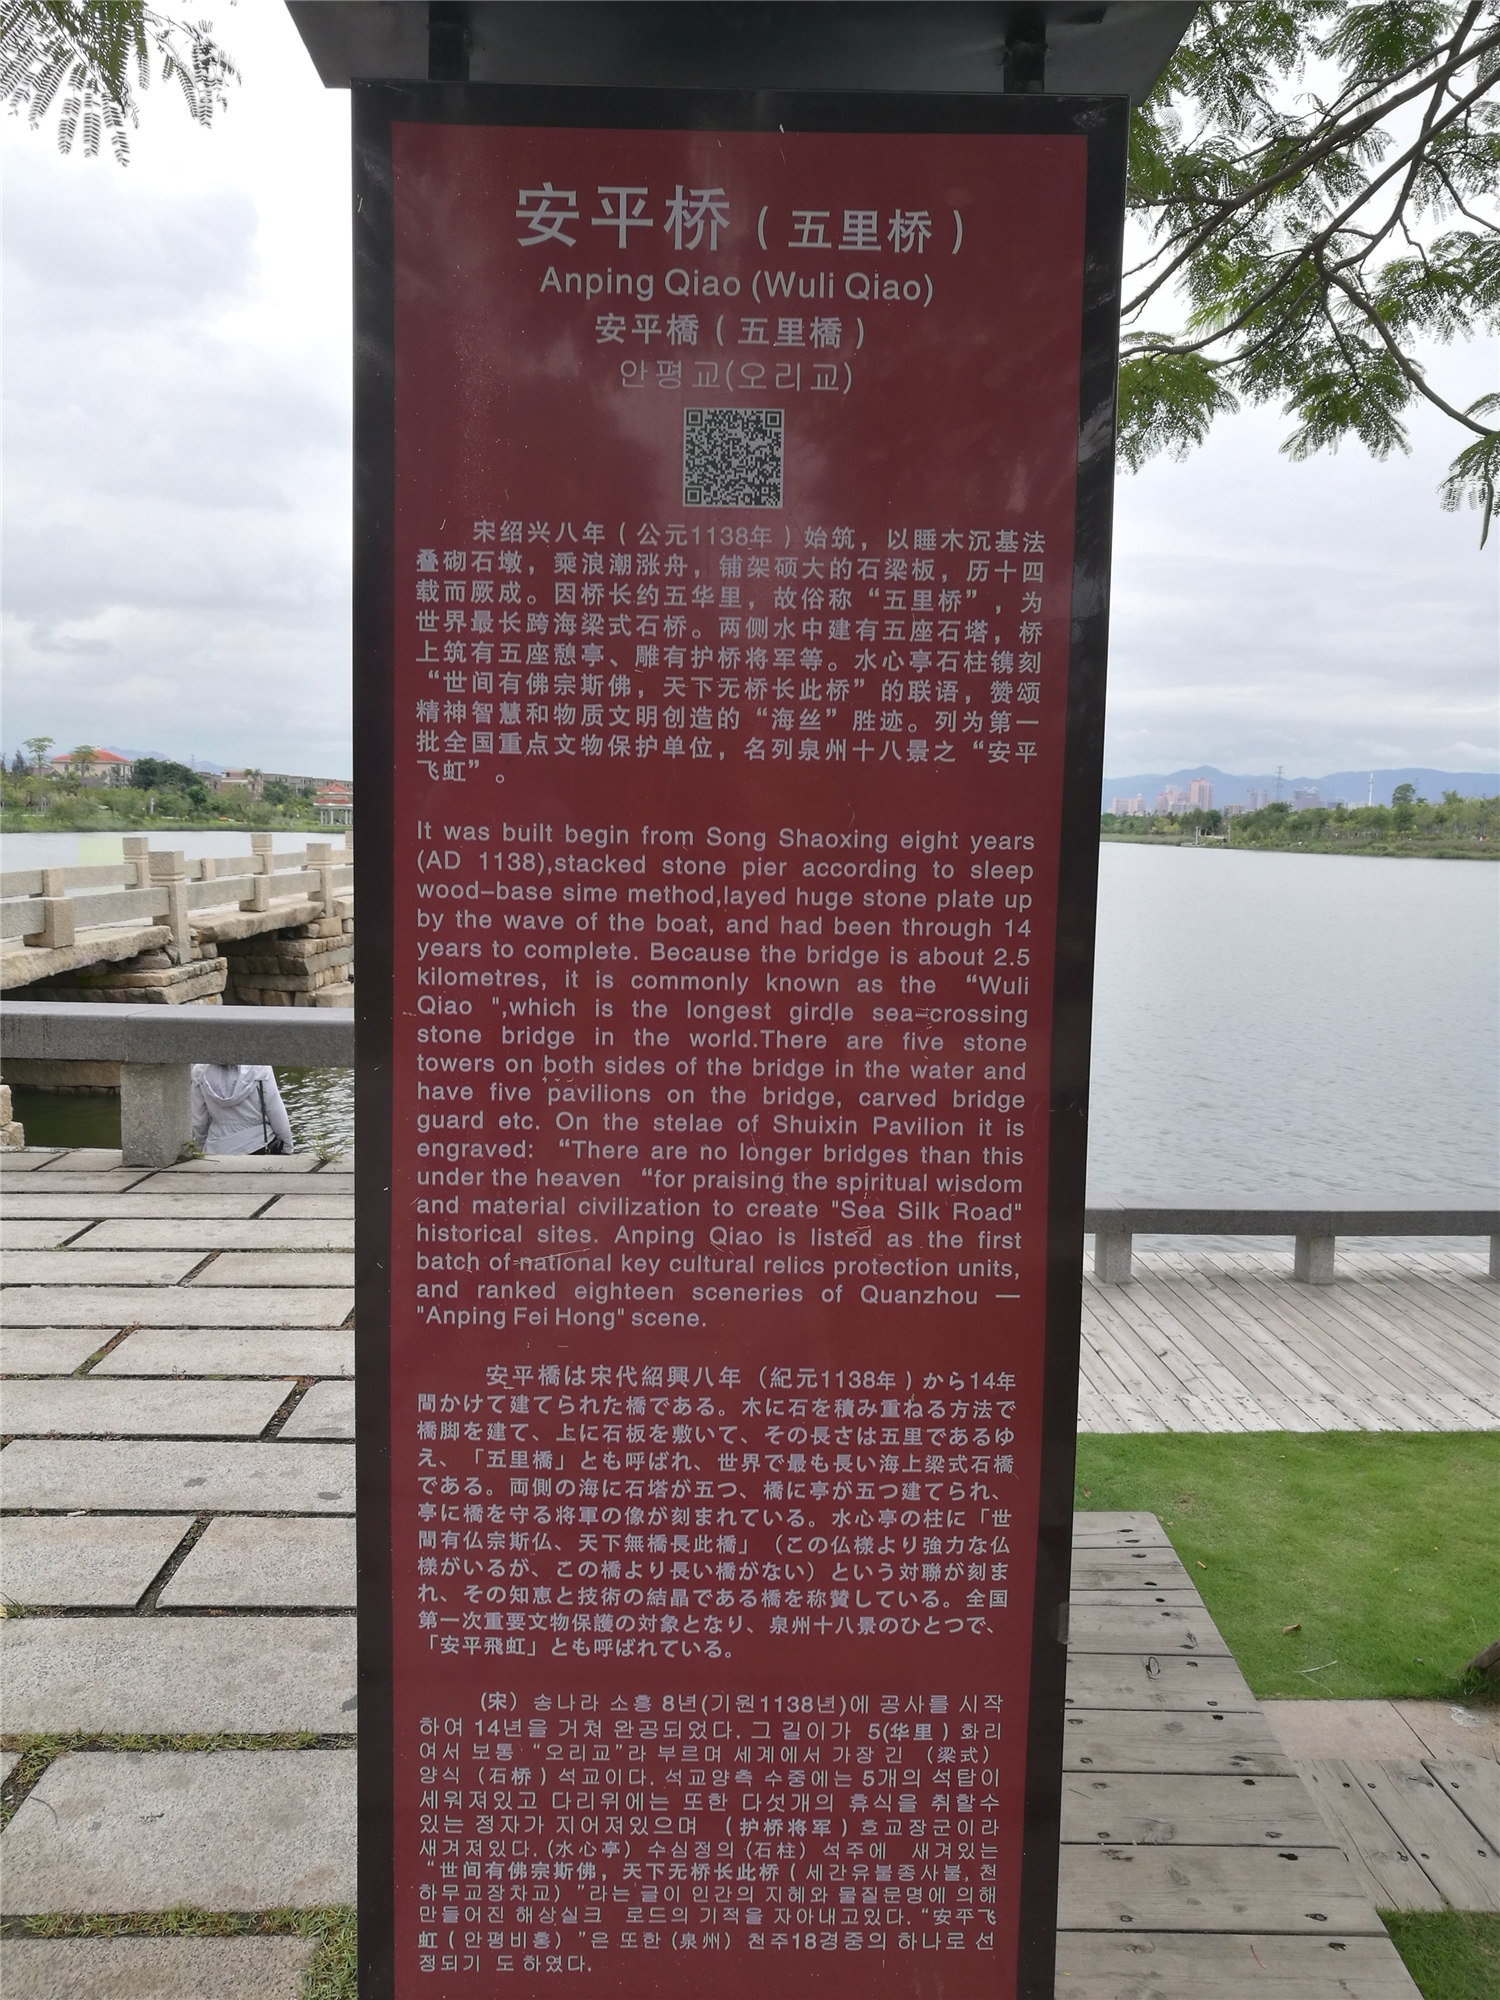 安平桥（五里桥）
Anping Qiao (Wuli Qiao)
安平橋（五里橋）
안평교(오리교)
宋绍兴八年（公元1138年）始筑，以睡木沉基法
叠砌石墩，乘浪潮涨舟，铺架硕大的石梁板，历十四
载而厥成。因桥长约五华里，故俗称“五里桥”，为
世界最长跨海梁式石桥。两侧水中建有五座石塔，桥
上筑有五座憩亭、雕有护桥将军等。水心亭石柱镌刻
“世间有佛宗斯佛，天下无桥长此桥”的联语，赞颂
精神智慧和物质文明创造的“海丝”胜迹。列为第一
批全国重点文物保护单位，名列泉州十八景之“安平
飞虹”。
It was built begin from Song Shaoxing eight years
(AD 1138),stacked stone pier according to sleep
wood-base sime method,layed huge stone plate up
by the wave of the boat, and had been through 14
years to complete. Because the bridge is about 2.5
kilometres, it is commonly known as the “Wuli
Qiao ",which is the longest girdle sea-crossing
stone bridge in the world.There are five stone
towers on both sides of the bridge in the water and
have five pavilions on the bridge, carved bridge
guard etc. On the stelae of Shuixin Pavilion it is
engraved: “There are no longer bridges than this
under the heaven “for praising the spiritual wisdom
and material civilization to create "Sea Silk Road"
historical sites. Anping Qiao is listed as the first
batch of national key cultural relics protection units,
and ranked eighteen sceneries of Quanzhou —
"Anping Fei Hong" scene.
安平橋は宋代紹興八年（紀元1138年）から14年
間かけて建てられた橋である。木に石を積み重ねる方法で
橋脚を建て、上に石板を敷いて、その長さは五里であるゆ
え、「五里橋」とも呼ばれ、世界で最も長い海上梁式石橋
である。両側の海に石塔が五つ、橋に亭が五つ建てられ、
亭に橋を守る将軍の像が刻まれている。水心亭の柱に「世
間有仏宗斯仏、天下無橋長此橋」（この仏様より強力な仏
様がいるが、この橋より長い橋がない）という対聯が刻ま
れ、その知恵と技術の結晶である橋を称賛している。全国
第一次重要文物保護の対象となり、泉州十八景のひとつで、
「安平飛虹」とも呼ばれている。
(宋) 송나라 소흥 8년(기원1138년)에 공사를 시작
하여 14년을 거쳐 완공되었다. 그 길이가 5(华里) 화리
여서 보통 “오리교”라 부르며 세계에서 가장 긴 (梁式)
양식 (石桥) 석교이다. 석교양측 수중에는 5개의 석탑이
세워져있고 다리위에는 또한 다섯개의 휴식을 취할수
있는 정자가 지어져있으며 (护桥将军) 호교장군이라
새겨져있다. (水心亭) 수심정의 (石柱) 석주에 새겨있는
“世间有佛宗斯佛，天下无桥长此桥 ( 세간유불종사불, 천
하무교장차교) ”라는 글이 인간의 지혜와 물질문명에 의해
만들어진 해상실크 로드의 기적을 자아내고있다. “安平飞
虹 ( 안평비홍) ”은 또한 (泉州) 천주18경중의 하나로 선
정되기 도 하였다.